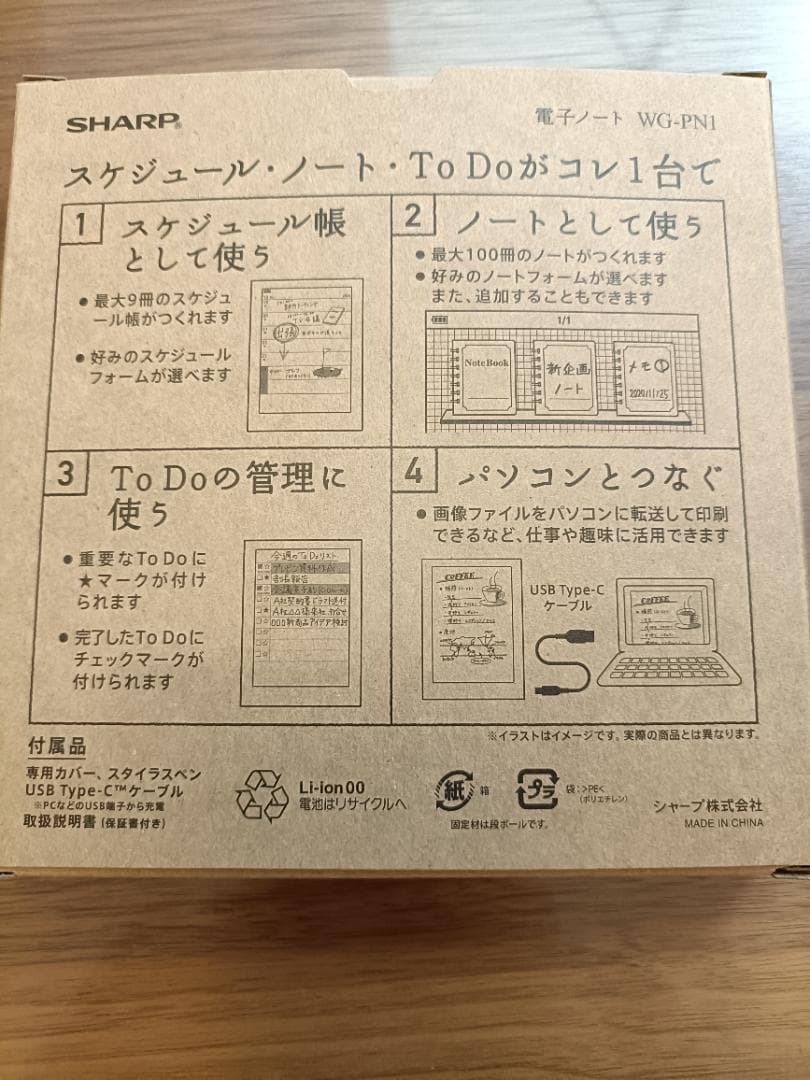 SHARP®
電子ノート WG-PN1
スケジュール・ノート・To Doがコレ1台で
1 スケジュール帳
として使う
● 最大9冊のスケジュ
ール帳がつくれます
● 好みのスケジュール
フォームが選べます
2 ノートとして使う
● 最大100冊のノートがつくれます
● 好みのノートフォームが選べます
また、追加することもできます
1/1
NoteBook
新企画
ノート
メモ①
2020/11/25
3 To Doの管理に
使う
● 重要なTo Doに
★マークが付け
られます
● 完了したTo Doに
チェックマークが
付けられます
今週のToDoリスト
部長報告
4 パソコンとつなぐ
● 画像ファイルをパソコンに転送して印刷
できるなど、仕事や趣味に活用できます
COFFEE
USB Type-C
ケーブル
COFFEE
※イラストはイメージです。実際の商品とは異なります。
付属品
専用カバー、スタイラスペン
USB Type-C™ケーブル
※PCなどのUSB端子から充電
取扱説明書 (保証書付き)
Li-ion 00
電池はリサイクルへ
紙 箱
プラ 袋:>PE<
(ポリエチレン)
固定材は段ボールです。
シャープ株式会社
MADE IN CHINA